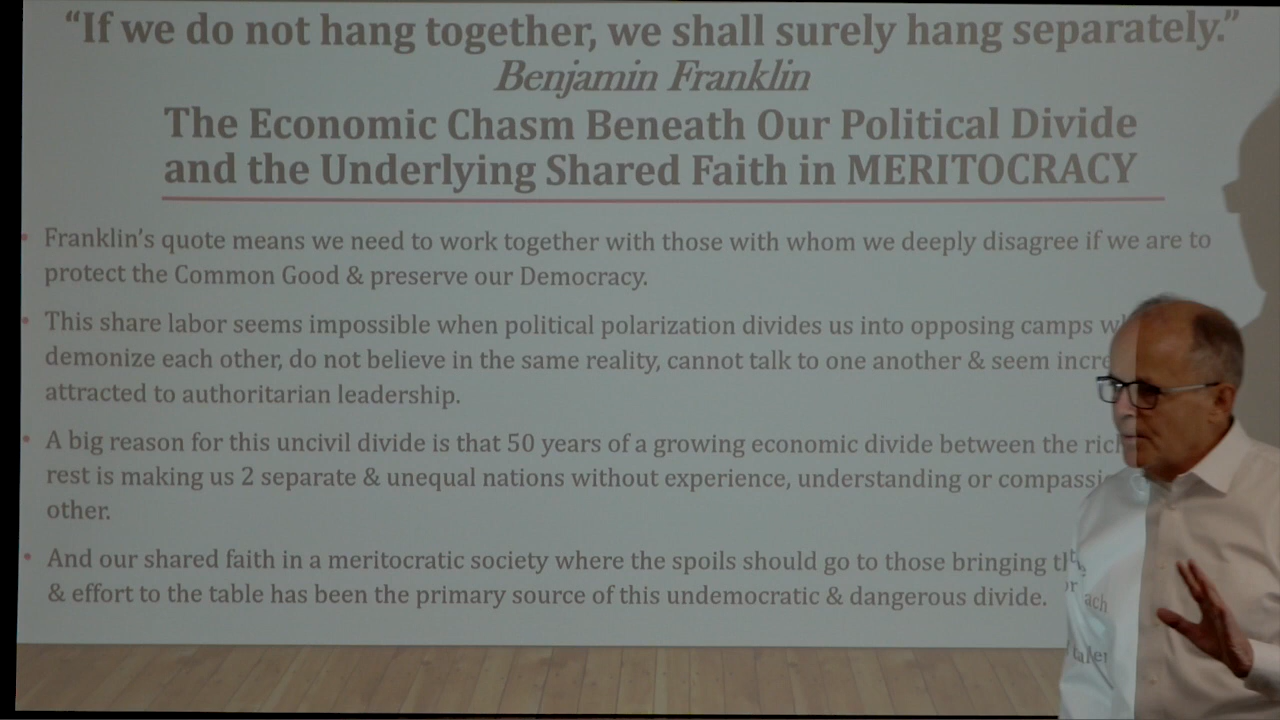 “If we do not hang together, we shall surely hang separately.”
Benjamin Franklin
The Economic Chasm Beneath Our Political Divide
and the Underlying Shared Faith in MERITOCRACY
• Franklin’s quote means we need to work together with those with whom we deeply disagree if we are to
protect the Common Good & preserve our Democracy.
• This share labor seems impossible when political polarization divides us into opposing camps
demonize each other, do not believe in the same reality, cannot talk to one another & seem
attracted to authoritarian leadership.
• A big reason for this uncivil divide is that 50 years of a growing economic divide between the
rest is making us 2 separate & unequal nations without experience, understanding or
other.
• And our shared faith in a meritocratic society where the spoils should go to those bringing
& effort to the table has been the primary source of this undemocratic & dangerous divide.